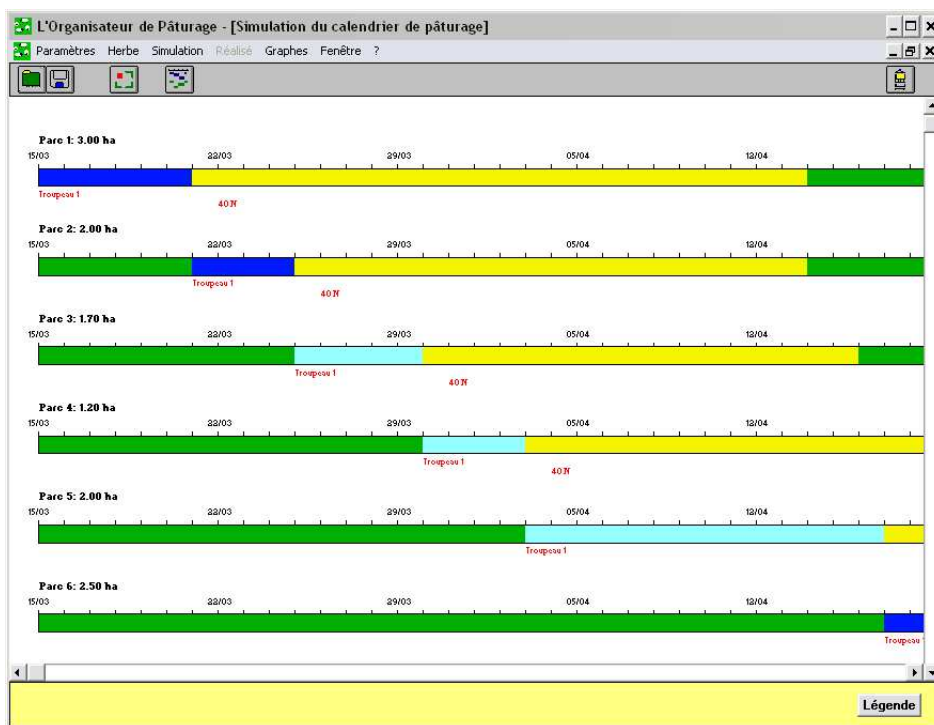 L'Organisateur de Pâturage - [Simulation du calendrier de pâturage]
Paramètres Herbe Simulation Réalisé Graphes Fenêtre ?
Parc 1: 3.00 ha
15/03 22/03 29/03 05/04 12/04
Troupeau 1
40 N
Parc 2: 2.00 ha
15/03 22/03 29/03 05/04 12/04
Troupeau 1
40 N
Parc 3: 1.70 ha
15/03 22/03 29/03 05/04 12/04
Troupeau 1
40 N
Parc 4: 1.20 ha
15/03 22/03 29/03 05/04 12/04
Troupeau 1
40 N
Parc 5: 2.00 ha
15/03 22/03 29/03 05/04 12/04
Troupeau 1
Parc 6: 2.50 ha
15/03 22/03 29/03 05/04 12/04
Troupeau
Légende